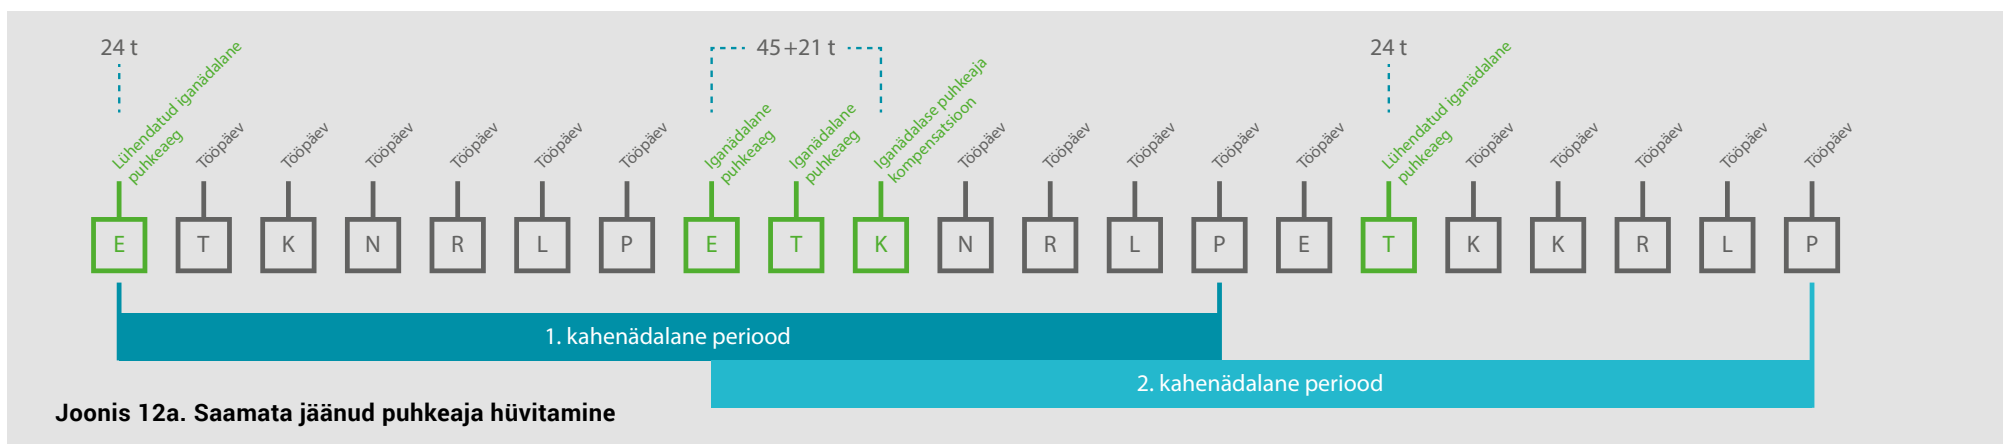 24 t
45+21 t
24 t
Lühendatud iganädalane
puhkeaeg
Tööpäev
Tööpäev
Tööpäev
Tööpäev
Tööpäev
Tööpäev
Iganädalane
puhkeaeg
Iganädalane
puhkeaeg
Iganädalase puhkeaja
kompensatsioon
Tööpäev
Tööpäev
Tööpäev
Tööpäev
Tööpäev
Lühendatud iganädalane
puhkeaeg
Tööpäev
Tööpäev
Tööpäev
Tööpäev
Tööpäev
E T K N R L P E T K N R L P E T K K R L P
1. kahenädalane periood
2. kahenädalane periood
Joonis 12a. Saamata jäänud puhkeaja hüvitamine